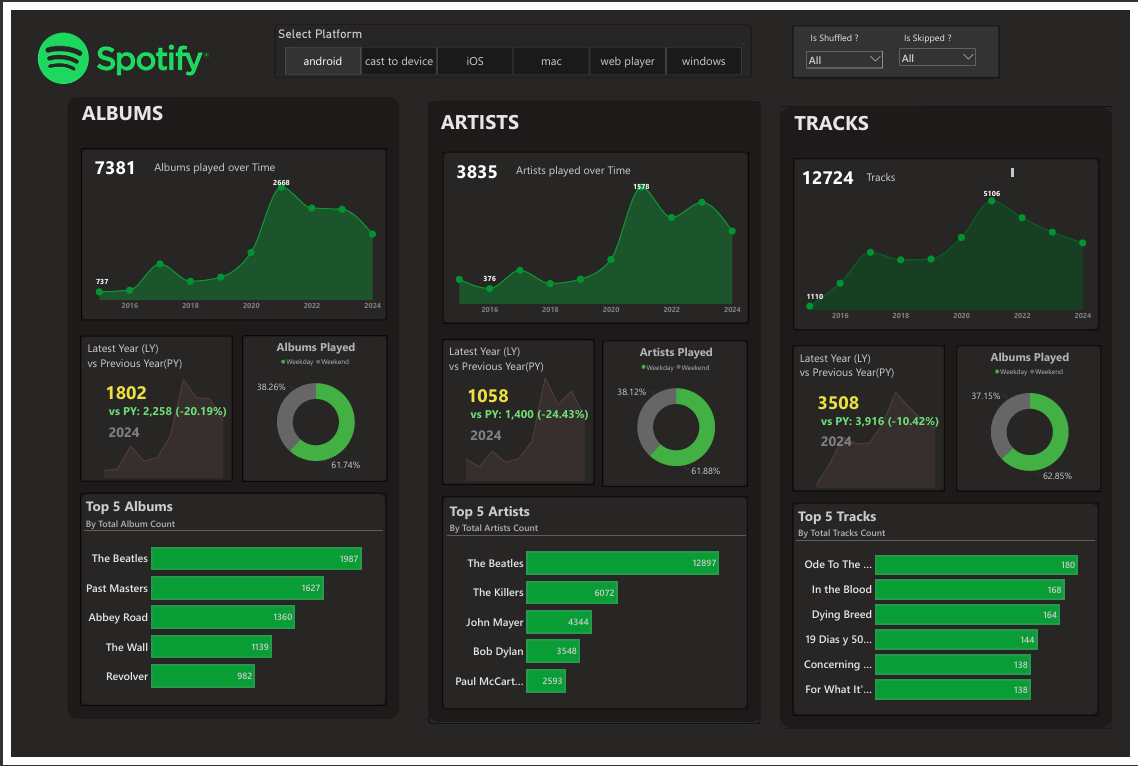 Spotify
Select Platform
android
cast to device
iOS
mac
web player
windows
Is Shuffled ?
All
Is Skipped ?
All
ALBUMS
7381 Albums played over Time
2668
737
2016 2018 2020 2022 2024
Latest Year (LY)
vs Previous Year(PY)
1802
vs PY: 2,258 (-20.19%)
2024
Albums Played
Weekday Weekend
38.26%
61.74%
Top 5 Albums
By Total Album Count
The Beatles 1987
Past Masters 1627
Abbey Road 1360
The Wall 1139
Revolver 982
ARTISTS
3835 Artists played over Time
1578
376
2016 2018 2020 2022 2024
Latest Year (LY)
vs Previous Year(PY)
1058
vs PY: 1,400 (-24.43%)
2024
Artists Played
Weekday Weekend
38.12%
61.88%
Top 5 Artists
By Total Artists Count
The Beatles 12897
The Killers 6072
John Mayer 4344
Bob Dylan 3548
Paul McCart... 2593
TRACKS
12724 Tracks
5106
1110
2016 2018 2020 2022 2024
Latest Year (LY)
vs Previous Year(PY)
3508
vs PY: 3,916 (-10.42%)
2024
Albums Played
Weekday Weekend
37.15%
62.85%
Top 5 Tracks
By Total Tracks Count
Ode To The ... 180
In the Blood 168
Dying Breed 164
19 Dias y 50... 144
Concerning ... 138
For What It'... 138